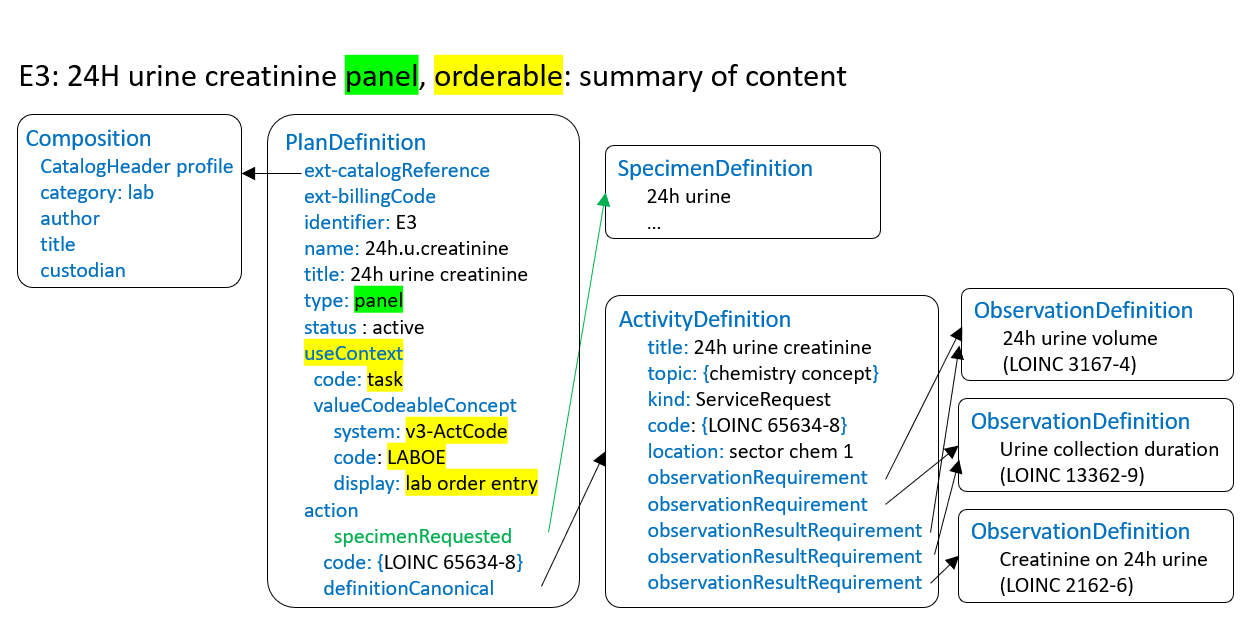 E3: 24H urine creatinine panel, orderable: summary of content
Composition
CatalogHeader profile
category: lab
author
title
custodian
PlanDefinition
ext-catalogReference
ext-billingCode
identifier: E3
name: 24h.u.creatinine
title: 24h urine creatinine
type: panel
status : active
useContext
code: task
valueCodeableConcept
system: v3-ActCode
code: LABOE
display: lab order entry
action
specimenRequested
code: {LOINC 65634-8}
definitionCanonical
SpecimenDefinition
24h urine
...
ActivityDefinition
title: 24h urine creatinine
topic: {chemistry concept}
kind: ServiceRequest
code: {LOINC 65634-8}
location: sector chem 1
observationRequirement
observationRequirement
observationResultRequirement
observationResultRequirement
observationResultRequirement
ObservationDefinition
24h urine volume
(LOINC 3167-4)
ObservationDefinition
Urine collection duration
(LOINC 13362-9)
ObservationDefinition
Creatinine on 24h urine
(LOINC 2162-6)